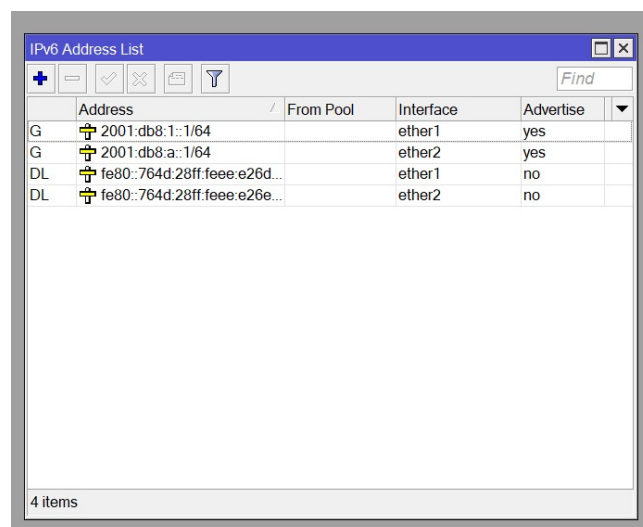 IPv6 Address List
Find
Address From Pool Interface Advertise
G 2001:db8:1::1/64 ether1 yes
G 2001:db8:a::1/64 ether2 yes
DL fe80::764d:28ff:feee:e26d... ether1 no
DL fe80::764d:28ff:feee:e26e... ether2 no
4 items